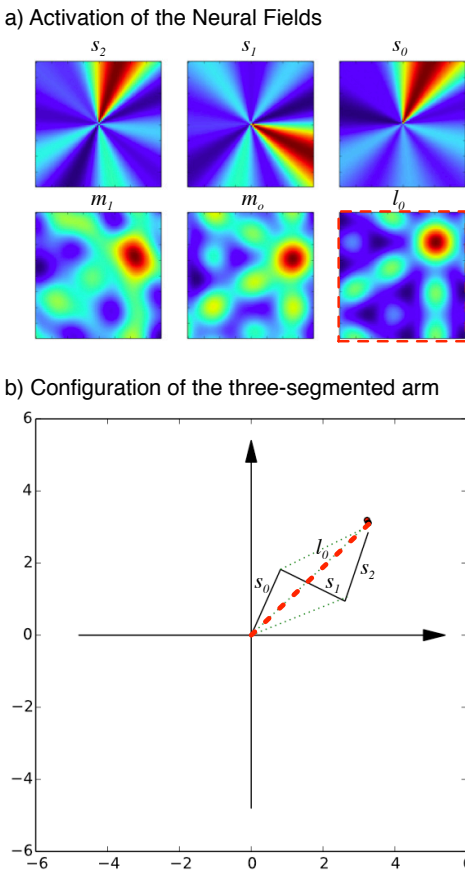 a) Activation of the Neural Fields
s2 s1 s0
m1 mo l0
b) Configuration of the three-segmented arm
6
4
2
0
−2
−4
−6
l0
s0 s1 s2
−6 −4 −2 0 2 4 6